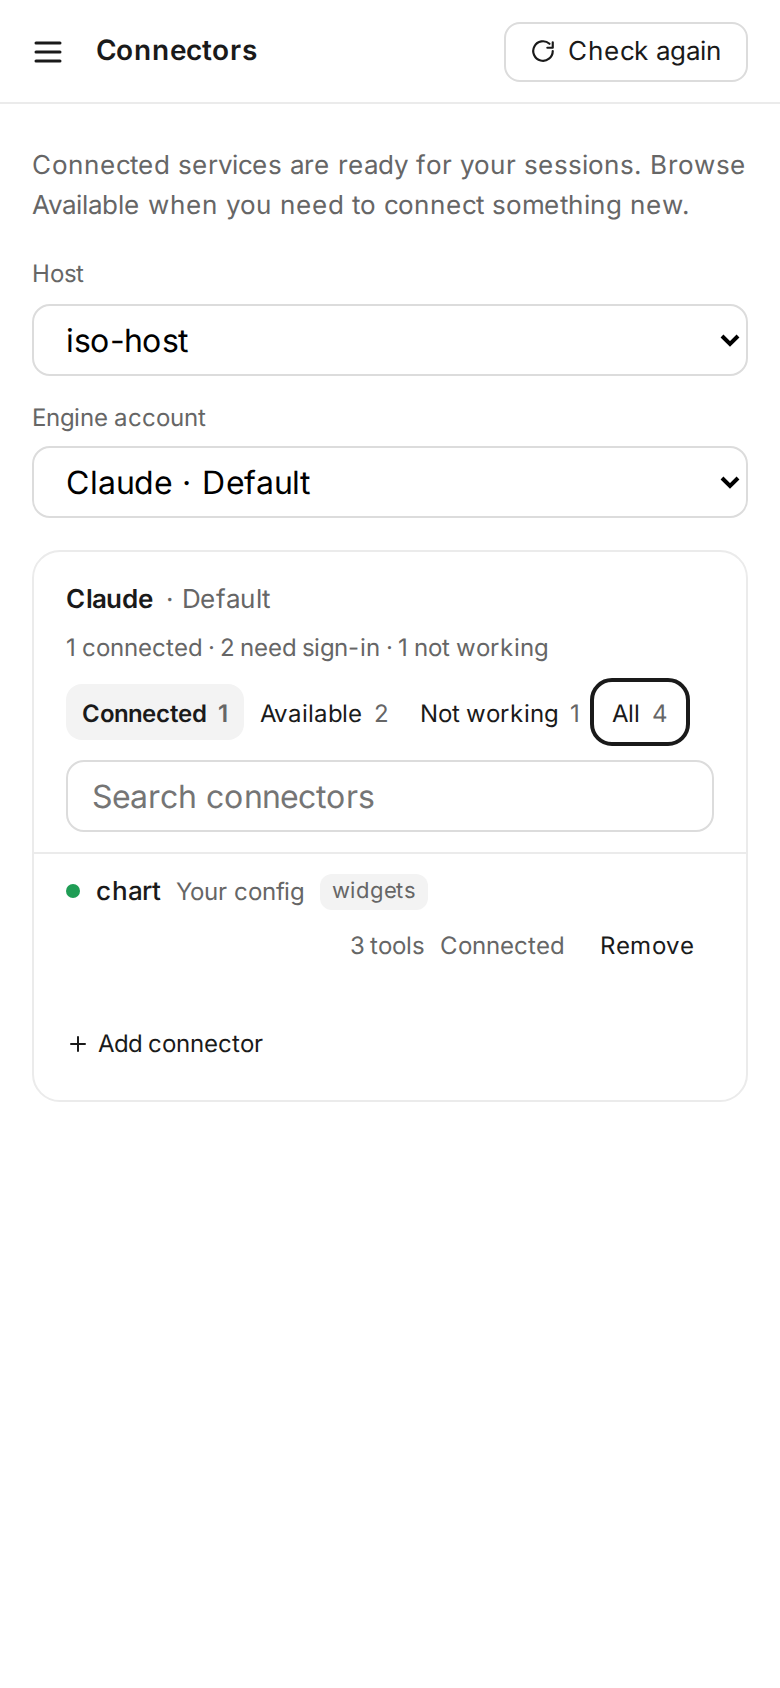 Connectors
Check again
Connected services are ready for your sessions. Browse
Available when you need to connect something new.
Host
iso-host
Engine account
Claude · Default
Claude · Default
1 connected · 2 need sign-in · 1 not working
Connected 1 Available 2 Not working 1 All 4
Search connectors
chart Your config widgets
3 tools Connected Remove
+ Add connector